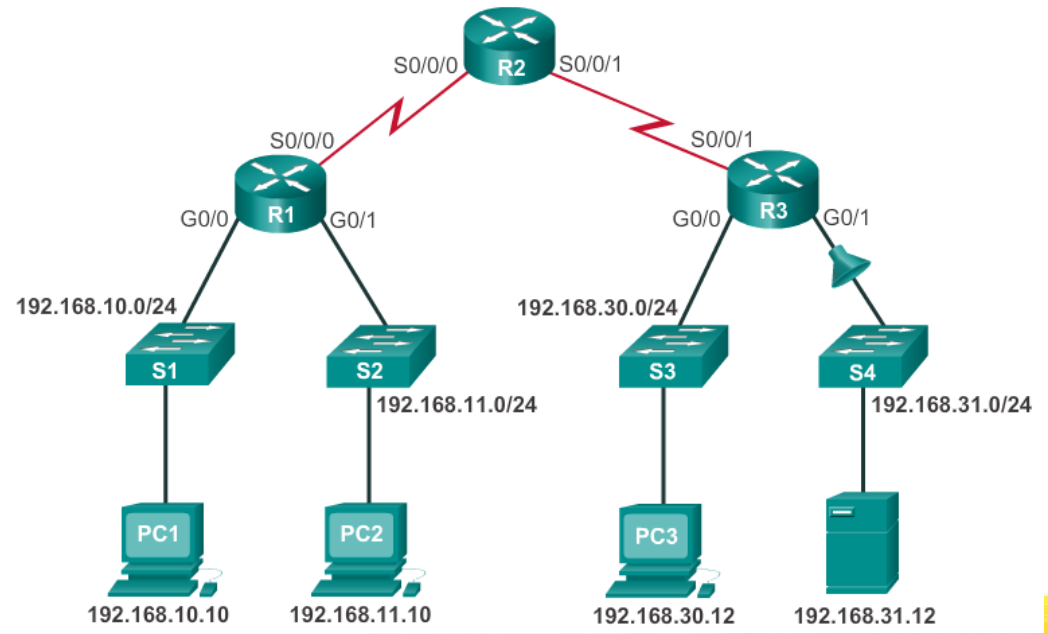 R2
S0/0/0
S0/0/1
S0/0/0
S0/0/1
R1
R3
G0/0
G0/1
G0/0
G0/1
192.168.10.0/24
192.168.30.0/24
S1
S2
S3
S4
192.168.11.0/24
192.168.31.0/24
PC1
PC2
PC3
192.168.10.10
192.168.11.10
192.168.30.12
192.168.31.12